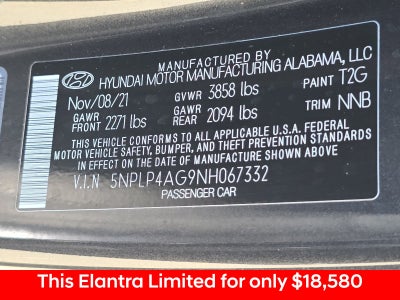 MANUFACTURED BY
HYUNDAI MOTOR MANUFACTURING ALABAMA, LLC
Nov/08/21 GVWR 3858 lbs PAINT T2G
GAWR FRONT 2271 lbs GAWR REAR 2094 lbs TRIM NNB
THIS VEHICLE CONFORMS TO ALL APPLICABLE U.S.A. FEDERAL
MOTOR VEHICLE SAFETY, BUMPER, AND THEFT PREVENTION STANDARDS
IN EFFECT ON THE DATE OF MANUFACTURE SHOWN ABOVE.
V.I.N 5NPLP4AG9NH067332
PASSENGER CAR
This Elantra Limited for only $18,580